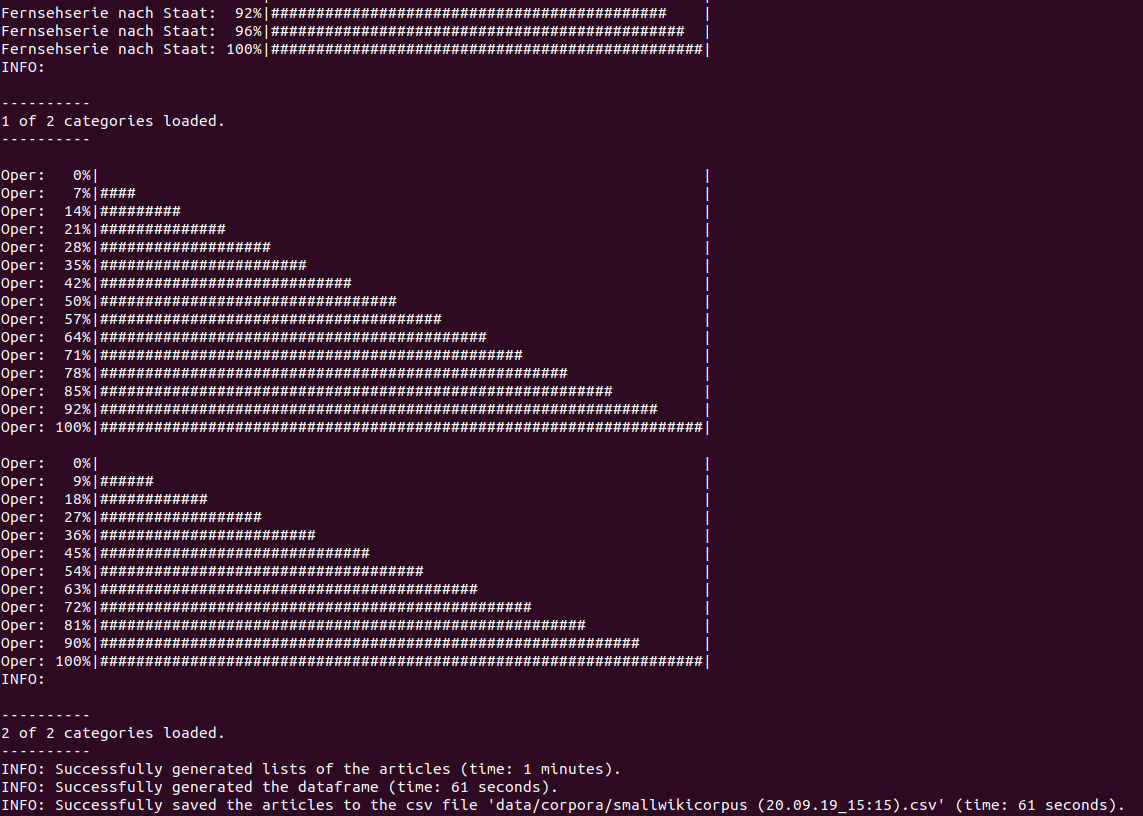 Fernsehserie nach Staat:  92%|############################################    |
Fernsehserie nach Staat:  96%|##############################################  |
Fernsehserie nach Staat: 100%|################################################|
INFO:
----------
1 of 2 categories loaded.
----------
Oper:   0%|                                                                   |
Oper:   7%|####                                                               |
Oper:  14%|#########                                                          |
Oper:  21%|##############                                                     |
Oper:  28%|###################                                                |
Oper:  35%|#######################                                            |
Oper:  42%|############################                                       |
Oper:  50%|#################################                                  |
Oper:  57%|######################################                             |
Oper:  64%|###########################################                        |
Oper:  71%|###############################################                    |
Oper:  78%|####################################################               |
Oper:  85%|#########################################################          |
Oper:  92%|##############################################################     |
Oper: 100%|###################################################################|
Oper:   0%|                                                                   |
Oper:   9%|######                                                             |
Oper:  18%|############                                                       |
Oper:  27%|##################                                                 |
Oper:  36%|########################                                           |
Oper:  45%|##############################                                     |
Oper:  54%|####################################                               |
Oper:  63%|##########################################                         |
Oper:  72%|################################################                   |
Oper:  81%|######################################################             |
Oper:  90%|############################################################       |
Oper: 100%|###################################################################|
INFO:
----------
2 of 2 categories loaded.
----------
INFO: Successfully generated lists of the articles (time: 1 minutes).
INFO: Successfully generated the dataframe (time: 61 seconds).
INFO: Successfully saved the articles to the csv file 'data/corpora/smallwikicorpus (20.09.19_15:15).csv' (time: 61 seconds).